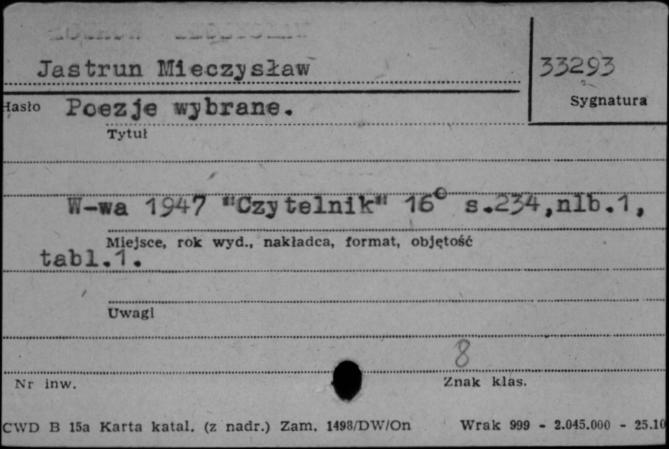 Jastrun Mieczysław
33293
Hasło
Sygnatura
Poezje wybrane.
Tytuł
W-wa 1947 "Czytelnik" 16° s.234,nlb.1,
Miejsce, rok wyd., nakładca, format, objętość
tabl.1.
Uwagi
8
Nr inw.
Znak klas.
CWD B 15a Karta katal. (z nadr.) Zam. 1498/DW/On
Wrak 999 - 2.045.000 - 25.10